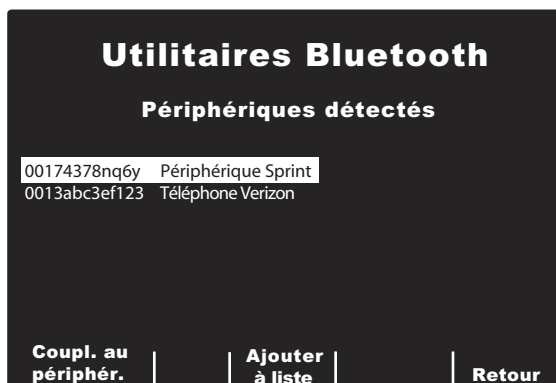 Utilitaires Bluetooth
Périphériques détectés
00174378nq6y Périphérique Sprint
0013abc3ef123 Téléphone Verizon
Coupl. au
périphér.
Ajouter
à liste
Retour